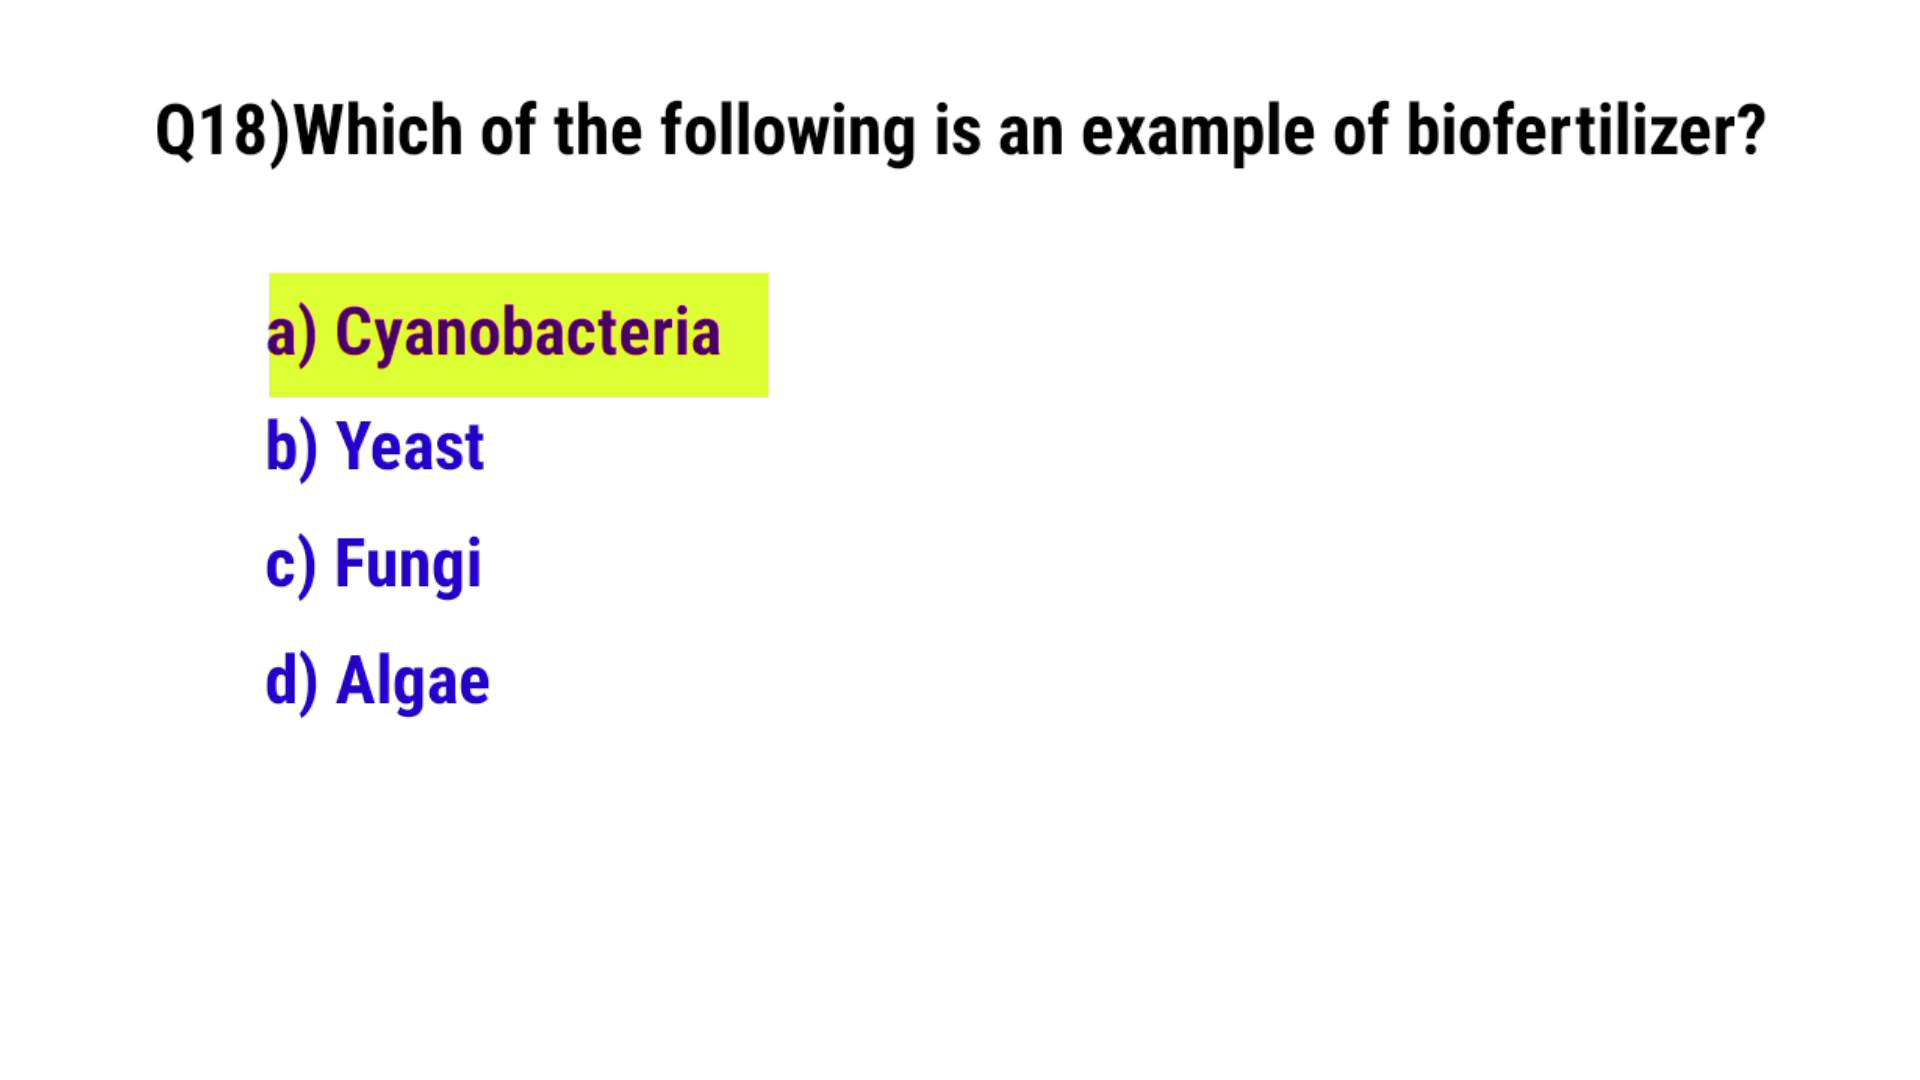 Q18)Which of the following is an example of biofertilizer?
a) Cyanobacteria
b) Yeast
c) Fungi
d) Algae